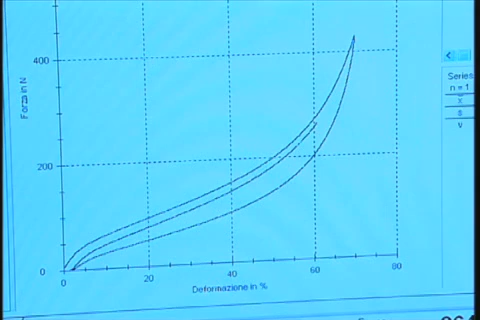 400
Forza in N
200
0
0
20
40
60
80
Deformazione in %
Series
n = 1
x
s
v